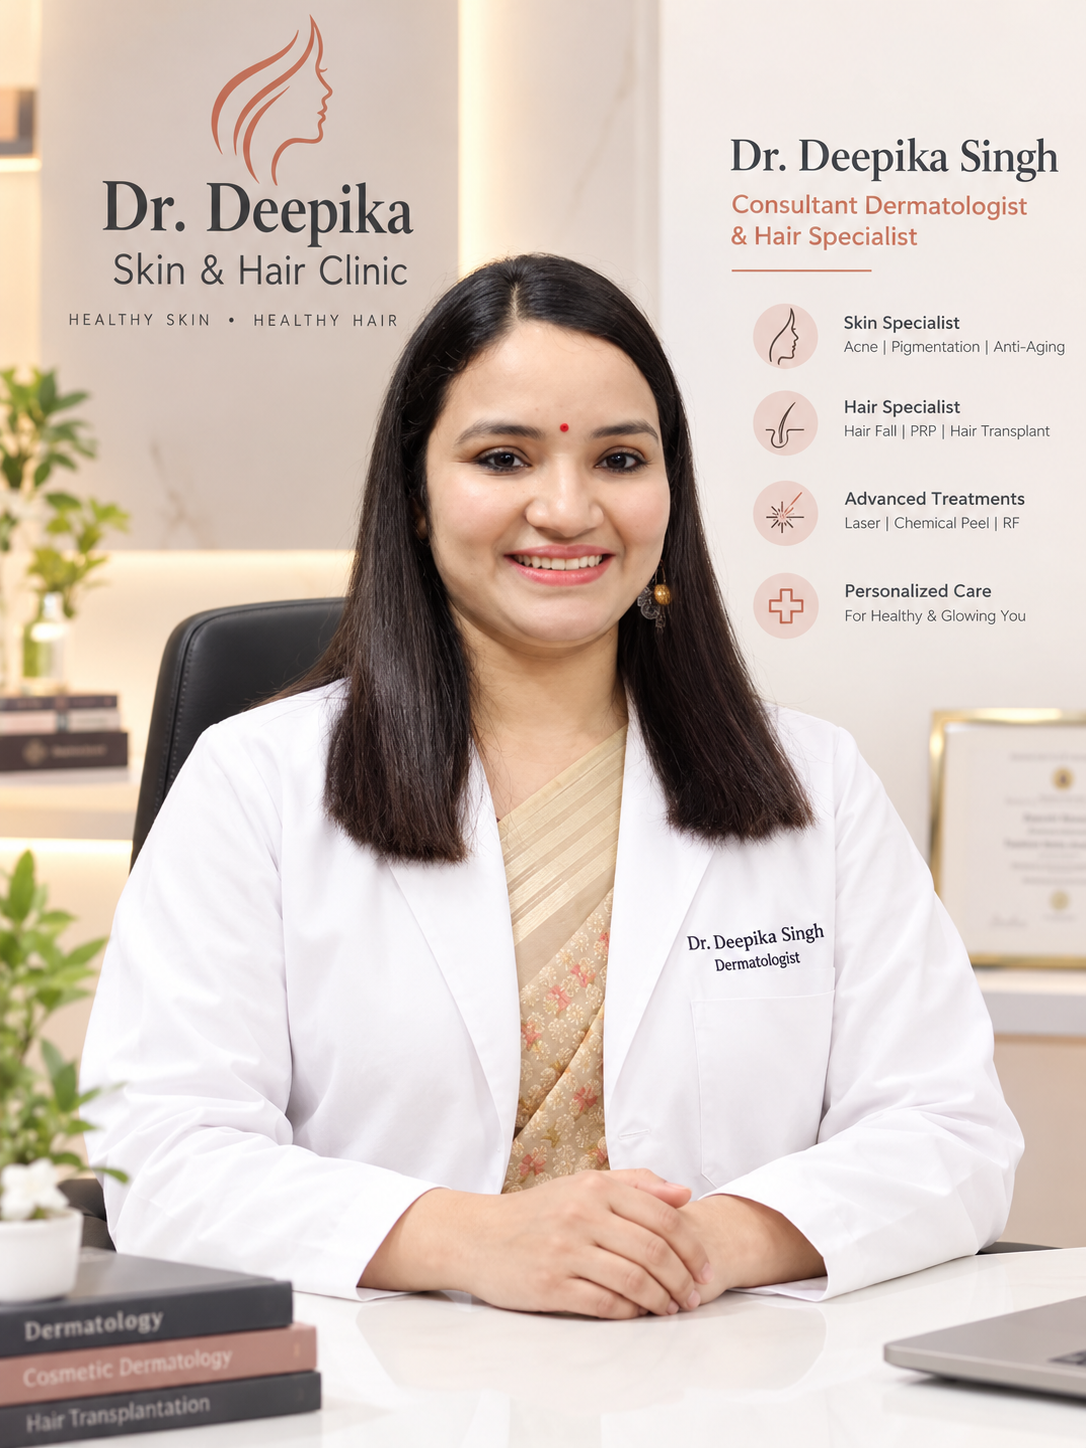 Dr. Deepika
Skin & Hair Clinic
HEALTHY SKIN • HEALTHY HAIR
Dr. Deepika Singh
Consultant Dermatologist
& Hair Specialist
Skin Specialist
Acne | Pigmentation | Anti-Aging
Hair Specialist
Hair Fall | PRP | Hair Transplant
Advanced Treatments
Laser | Chemical Peel | RF
Personalized Care
For Healthy & Glowing You
Dr. Deepika Singh
Dermatologist
Dermatology
Cosmetic Dermatology
Hair Transplantation